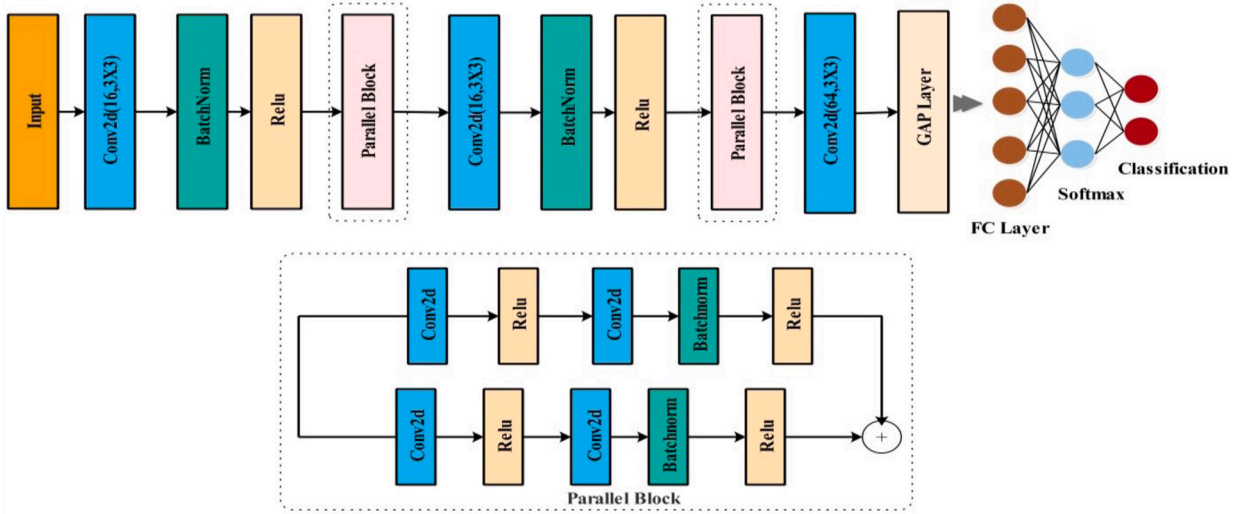 Input
Conv2d(16,3X3)
BatchNorm
Relu
Parallel Block
Conv2d(16,3X3)
BatchNorm
Relu
Parallel Block
Conv2d(64,3X3)
GAP Layer
FC Layer
Softmax
Classification
Conv2d
Relu
Conv2d
Batchnorm
Relu
Conv2d
Relu
Conv2d
Batchnorm
Relu
+
Parallel Block